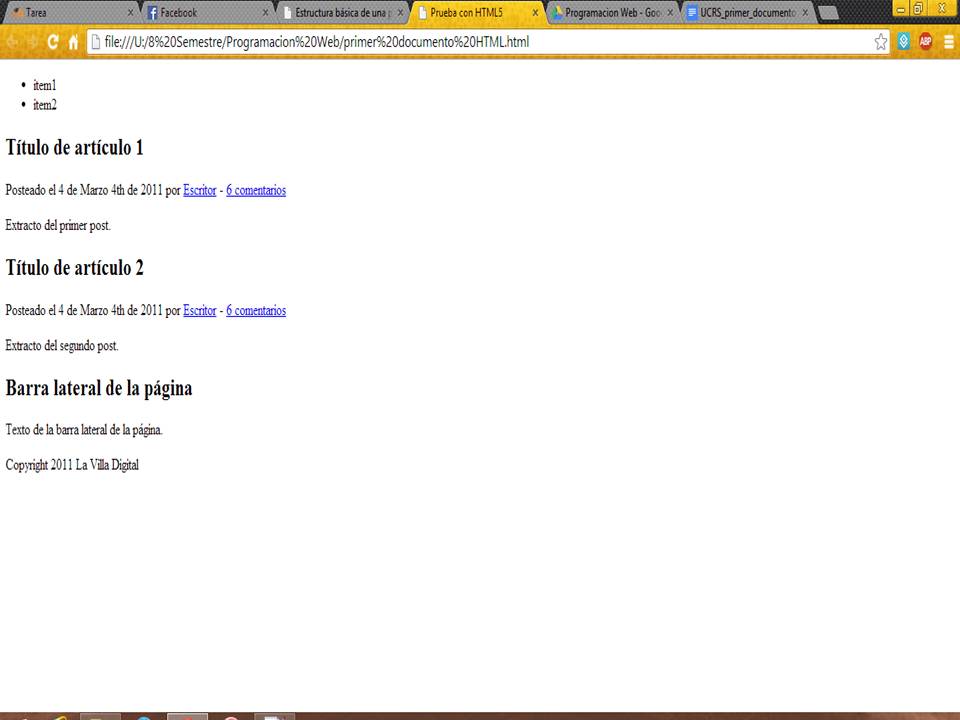 Tarea
Facebook
Estructura básica de una p
Prueba con HTML5
Programacion Web - Goo
UCRS_primer_documento
file:///U:/8%20Semestre/Programacion%20Web/primer%20documento%20HTML.html
ABP
• item1
• item2
Título de artículo 1
Posteado el 4 de Marzo 4th de 2011 por Escritor - 6 comentarios
Extracto del primer post.
Título de artículo 2
Posteado el 4 de Marzo 4th de 2011 por Escritor - 6 comentarios
Extracto del segundo post.
Barra lateral de la página
Texto de la barra lateral de la página.
Copyright 2011 La Villa Digital